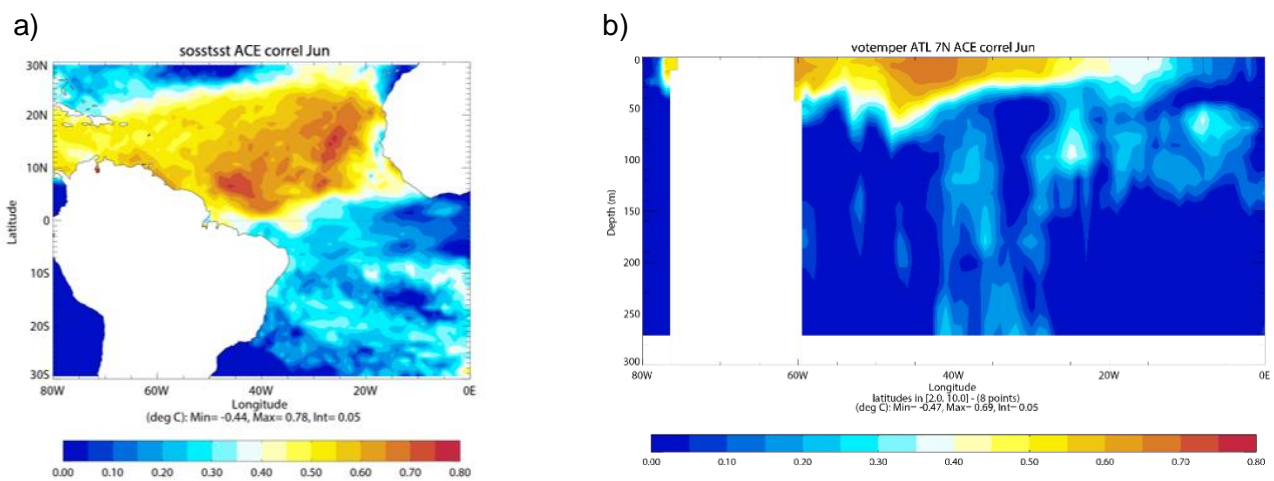 a)
sosstsst ACE correl Jun
30N
20N
10N
0
10S
20S
30S
Latitude
80W 60W 40W 20W 0E
Longitude
(deg C): Min= -0.44, Max= 0.78, Int= 0.05
0.00 0.10 0.20 0.30 0.40 0.50 0.60 0.70 0.80
b)
votemper ATL 7N ACE correl Jun
0
50
100
150
200
250
300
Depth (m)
80W 60W 40W 20W 0E
Longitude
latitudes in [2.0, 10.0] - (8 points)
(deg C): Min= -0.47, Max= 0.69, Int= 0.05
0.00 0.10 0.20 0.30 0.40 0.50 0.60 0.70 0.80